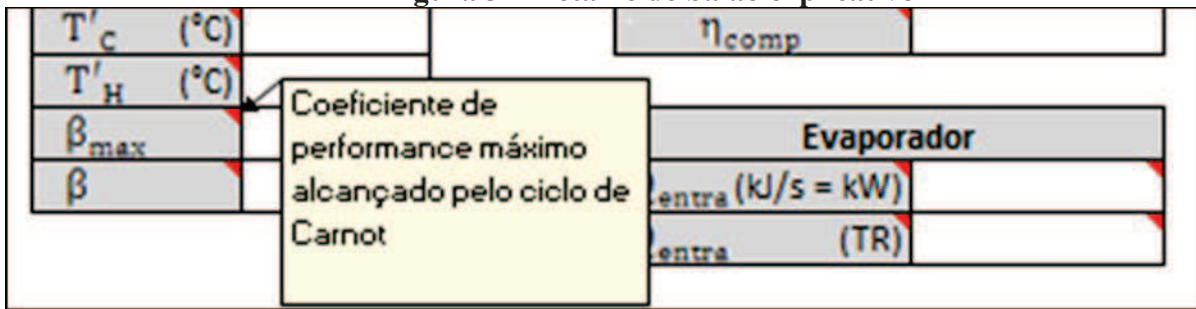 T'C (°C)
ηcomp
T'H (°C)
βmax
β
Coeficiente de
performance máximo
alcançado pelo ciclo de
Carnot
Evaporador
entra (kJ/s = kW)
entra (TR)